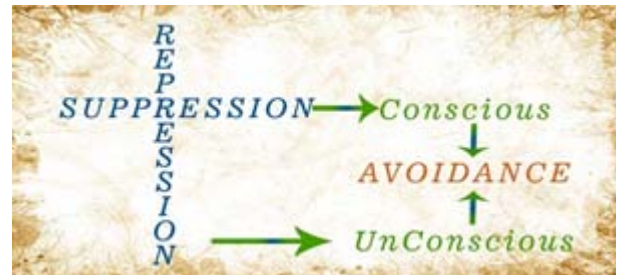 REPRESSION
SUPPRESSION
Conscious
AVOIDANCE
UnConscious